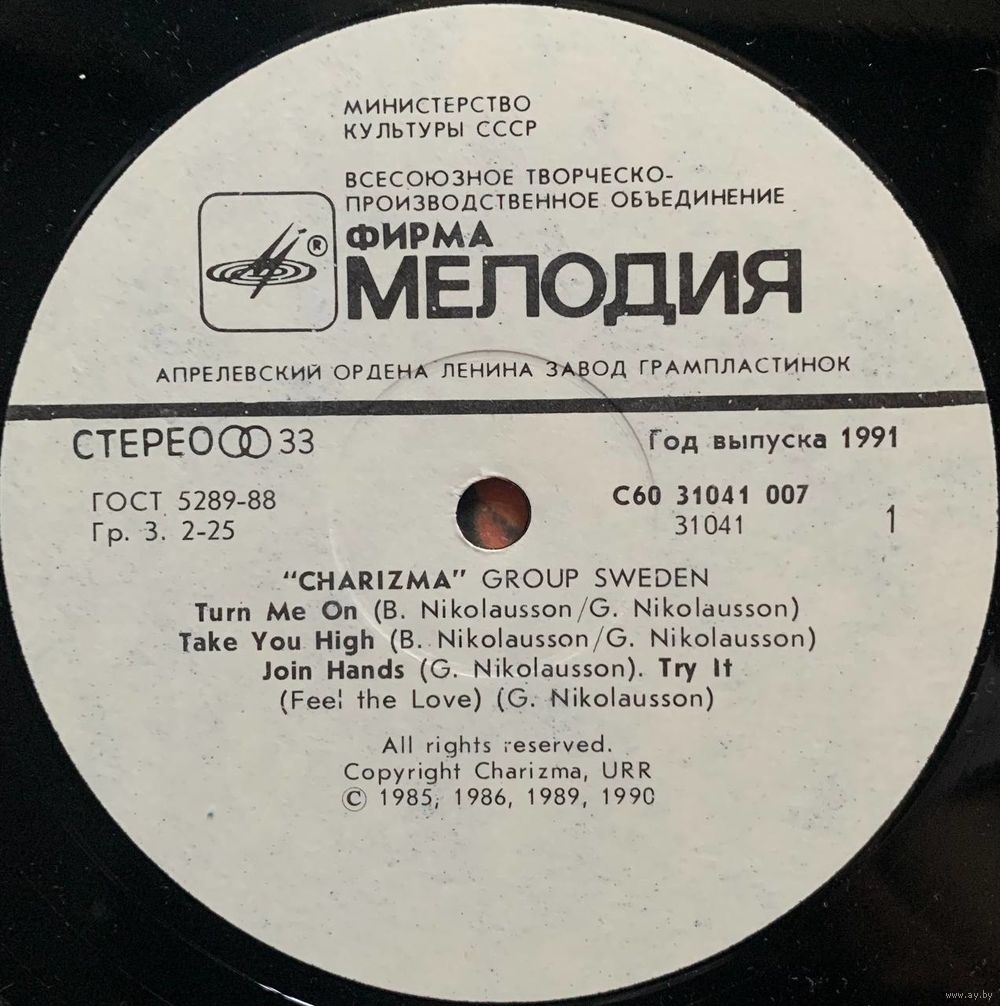 МИНИСТЕРСТВО
КУЛЬТУРЫ СССР
ВСЕСОЮЗНОЕ ТВОРЧЕСКО-
ПРОИЗВОДСТВЕННОЕ ОБЪЕДИНЕНИЕ
®
ФИРМА
МЕЛОДИЯ
АПРЕЛЕВСКИЙ ОРДЕНА ЛЕНИНА ЗАВОД ГРАМПЛАСТИНОК
СТЕРЕО 33
Год выпуска 1991
ГОСТ 5289-88
С60 31041 007
Гр. 3. 2-25
31041
1
"CHARIZMA" GROUP SWEDEN
Turn Me On (B. Nikolausson/G. Nikolausson)
Take You High (B. Nikolausson/G. Nikolausson)
Join Hands (G. Nikolausson). Try It
(Feel the Love) (G. Nikolausson)
All rights reserved.
Copyright Charizma, URR
© 1985, 1986, 1989, 1990
www.ay.by